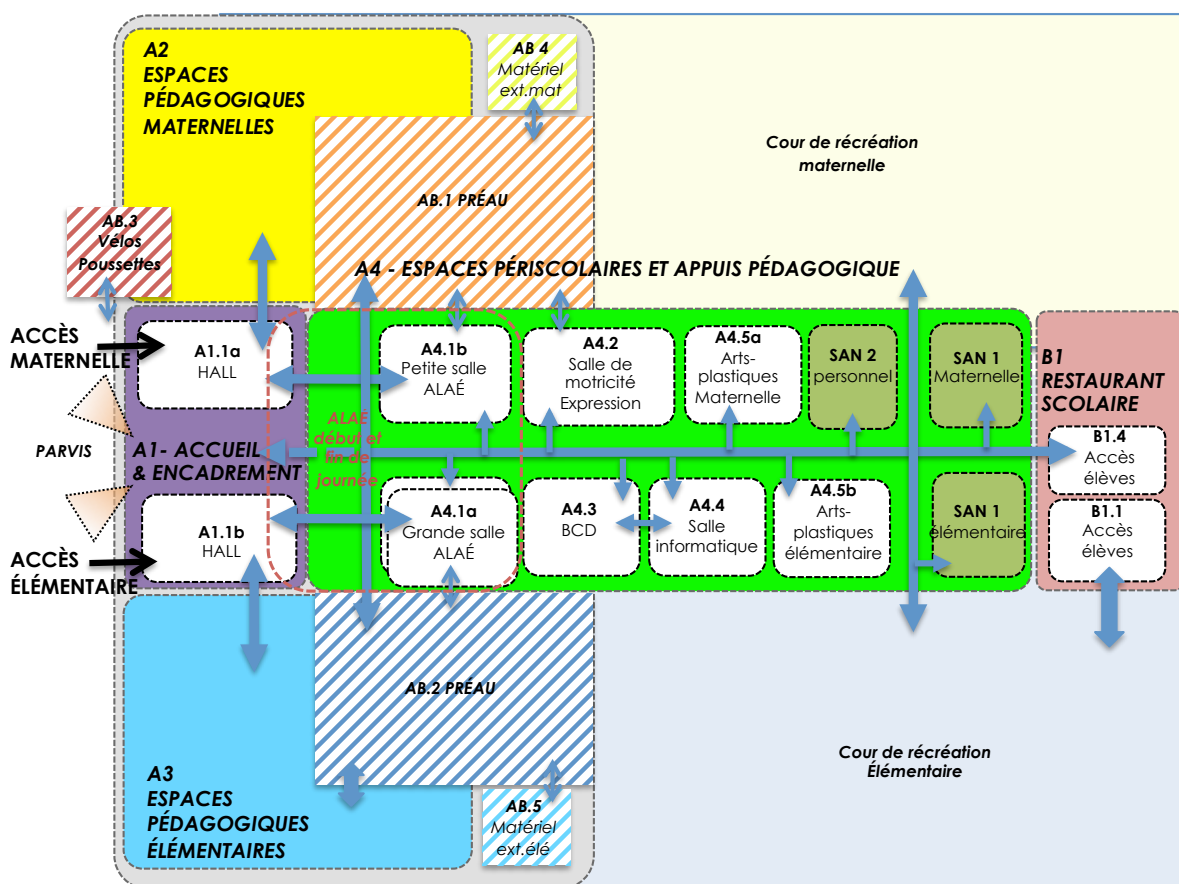 A2
ESPACES
PÉDAGOGIQUES
MATERNELLES
AB 4
Matériel
ext.mat
Cour de récréation
maternelle
AB.1 PRÉAU
AB.3
Vélos
Poussettes
A4 - ESPACES PÉRISCOLAIRES ET APPUIS PÉDAGOGIQUE
ACCÈS
MATERNELLE
A1.1a
HALL
A4.1b
Petite salle
ALAÉ
A4.2
Salle de
motricité
Expression
A4.5a
Arts-
plastiques
Maternelle
SAN 2
personnel
SAN 1
Maternelle
B1
RESTAURANT
SCOLAIRE
ALAÉ
début et
fin de
journée
PARVIS
A1- ACCUEIL
& ENCADREMENT
B1.4
Accès
élèves
A1.1b
HALL
A4.1a
Grande salle
ALAÉ
A4.3
BCD
A4.4
Salle
informatique
A4.5b
Arts-
plastiques
élémentaire
SAN 1
élémentaire
B1.1
Accès
élèves
ACCÈS
ÉLÉMENTAIRE
AB.2 PRÉAU
Cour de récréation
Élémentaire
A3
ESPACES
PÉDAGOGIQUES
ÉLÉMENTAIRES
AB.5
Matériel
ext.élé